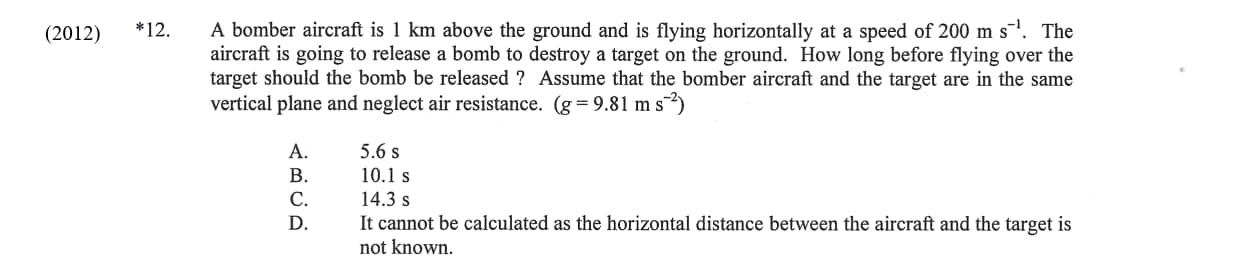 (2012) *12. A bomber aircraft is 1 km above the ground and is flying horizontally at a speed of 200 m s⁻¹. The
aircraft is going to release a bomb to destroy a target on the ground. How long before flying over the
target should the bomb be released ? Assume that the bomber aircraft and the target are in the same
vertical plane and neglect air resistance. (g = 9.81 m s⁻²)
A. 5.6 s
B. 10.1 s
C. 14.3 s
D. It cannot be calculated as the horizontal distance between the aircraft and the target is
not known.